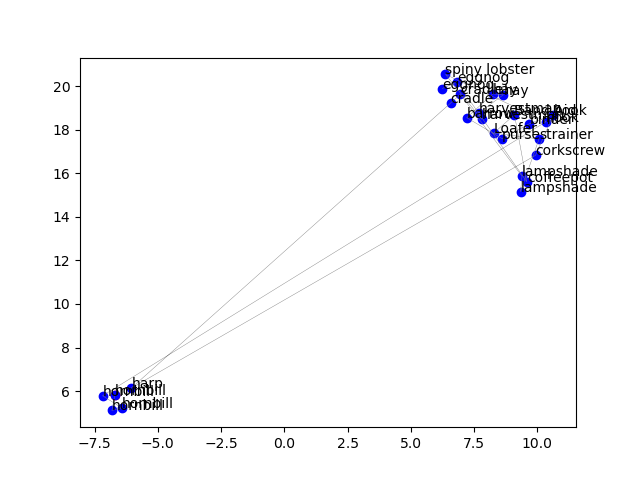 spiny lobster
eggnog
eggnog
cradle
cradle
harvestman
Loafer
purse
strainer
corkscrew
lampshade
coffeepot
lampshade
harp
hornbill
hornbill
hornbill
hornbill
20
18
16
14
12
10
8
6
−7.5 −5.0 −2.5 0.0 2.5 5.0 7.5 10.0